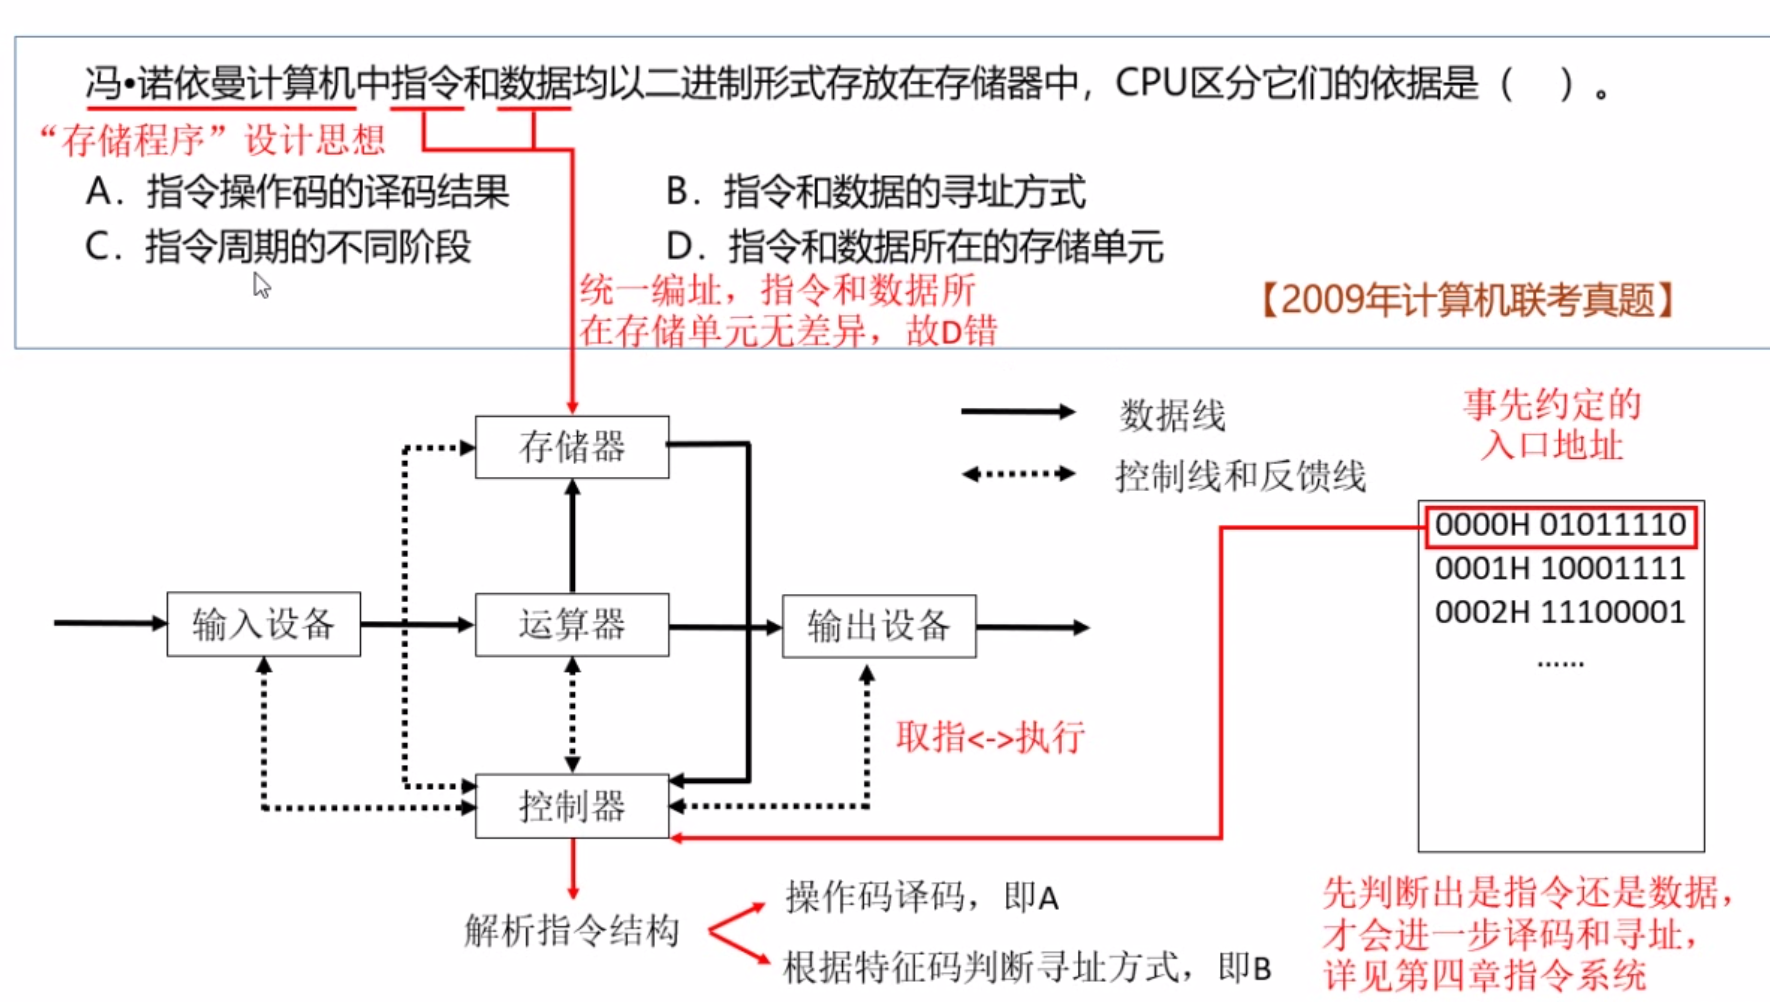 冯•诺依曼计算机中指令和数据均以二进制形式存放在存储器中，CPU区分它们的依据是（　）。
“存储程序”设计思想
A．指令操作码的译码结果
B．指令和数据的寻址方式
C．指令周期的不同阶段
D．指令和数据所在的存储单元
统一编址，指令和数据所
在存储单元无差异，故D错
【2009年计算机联考真题】
存储器
数据线
控制线和反馈线
事先约定的
入口地址
0000H 01011110
0001H 10001111
0002H 11100001
……
输入设备
运算器
输出设备
取指<->执行
控制器
解析指令结构
操作码译码，即A
根据特征码判断寻址方式，即B
先判断出是指令还是数据，
才会进一步译码和寻址，
详见第四章指令系统